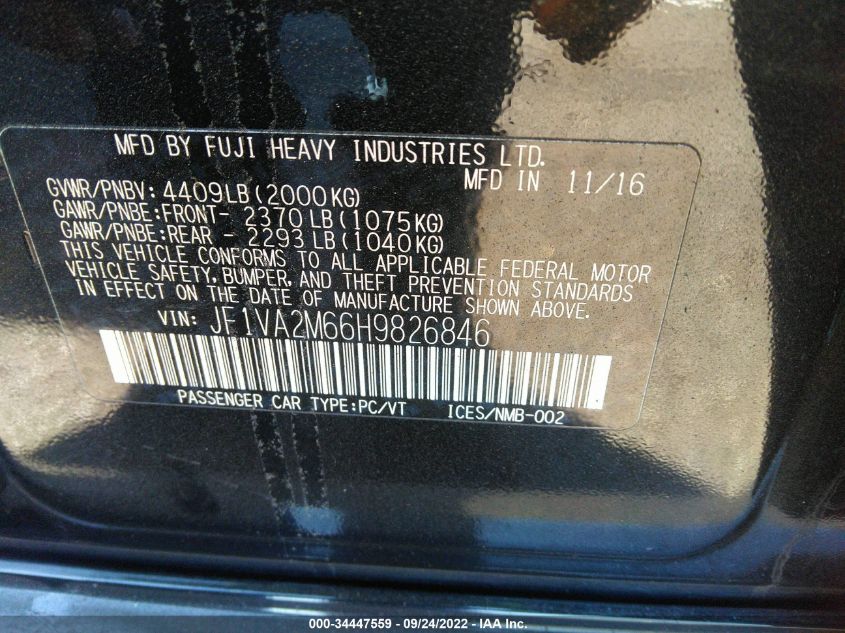 MFD BY FUJI HEAVY INDUSTRIES LTD.
MFD IN 11/16
GVWR/PNBV: 4409LB(2000KG)
GAWR/PNBE:FRONT- 2370LB(1075KG)
GAWR/PNBE:REAR - 2293LB(1040KG)
THIS VEHICLE CONFORMS TO ALL APPLICABLE FEDERAL MOTOR
VEHICLE SAFETY, BUMPER, AND THEFT PREVENTION STANDARDS
IN EFFECT ON THE DATE OF MANUFACTURE SHOWN ABOVE.
VIN: JF1VA2M66H9826846
PASSENGER CAR TYPE:PC/VT ICES/NMB-002
000-34447559 - 09/24/2022 - IAA Inc.